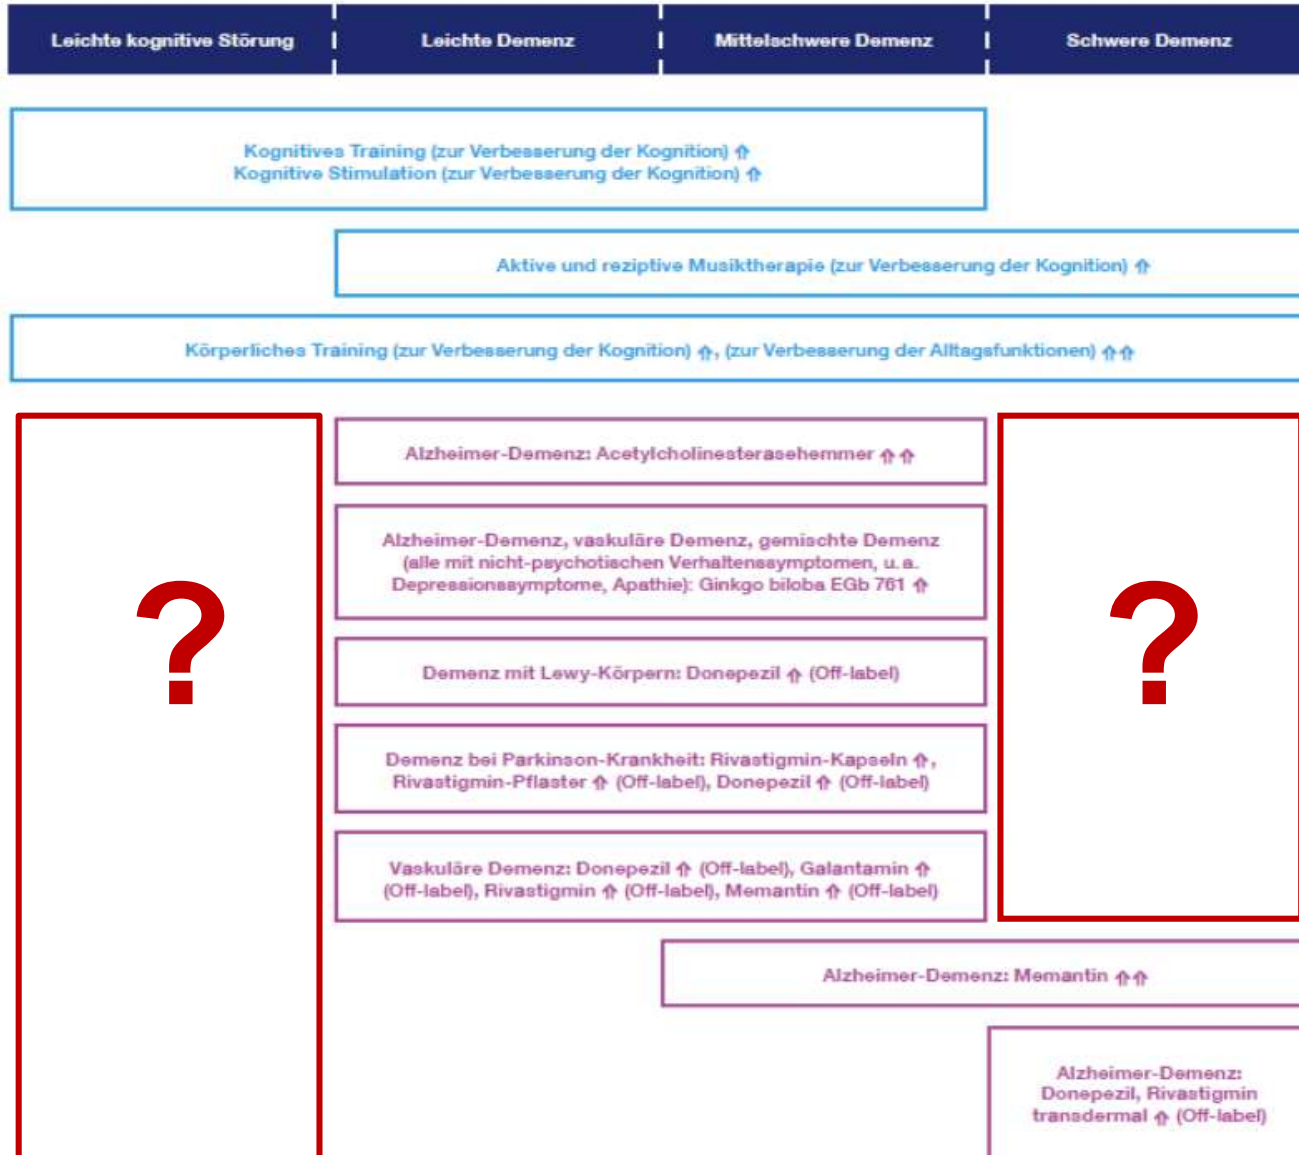 Leichte kognitive Störung | Leichte Demenz | Mittelschwere Demenz | Schwere Demenz
Kognitives Training (zur Verbesserung der Kognition) ⇑
Kognitive Stimulation (zur Verbesserung der Kognition) ⇑
Aktive und reziptive Musiktherapie (zur Verbesserung der Kognition) ⇑
Körperliches Training (zur Verbesserung der Kognition) ⇑, (zur Verbesserung der Alltagsfunktionen) ⇑⇑
Alzheimer-Demenz: Acetylcholinesterasehemmer ⇑⇑
Alzheimer-Demenz, vaskuläre Demenz, gemischte Demenz
(alle mit nicht-psychotischen Verhaltenssymptomen, u. a.
Depressionssymptome, Apathie): Ginkgo biloba EGb 761 ⇑
?
?
Demenz mit Lewy-Körpern: Donepezil ⇑ (Off-label)
Demenz bei Parkinson-Krankheit: Rivastigmin-Kapseln ⇑,
Rivastigmin-Pflaster ⇑ (Off-label), Donepezil ⇑ (Off-label)
Vaskuläre Demenz: Donepezil ⇑ (Off-label), Galantamin ⇑
(Off-label), Rivastigmin ⇑ (Off-label), Memantin ⇑ (Off-label)
Alzheimer-Demenz: Memantin ⇑⇑
Alzheimer-Demenz:
Donepezil, Rivastigmin
transdermal ⇑ (Off-label)